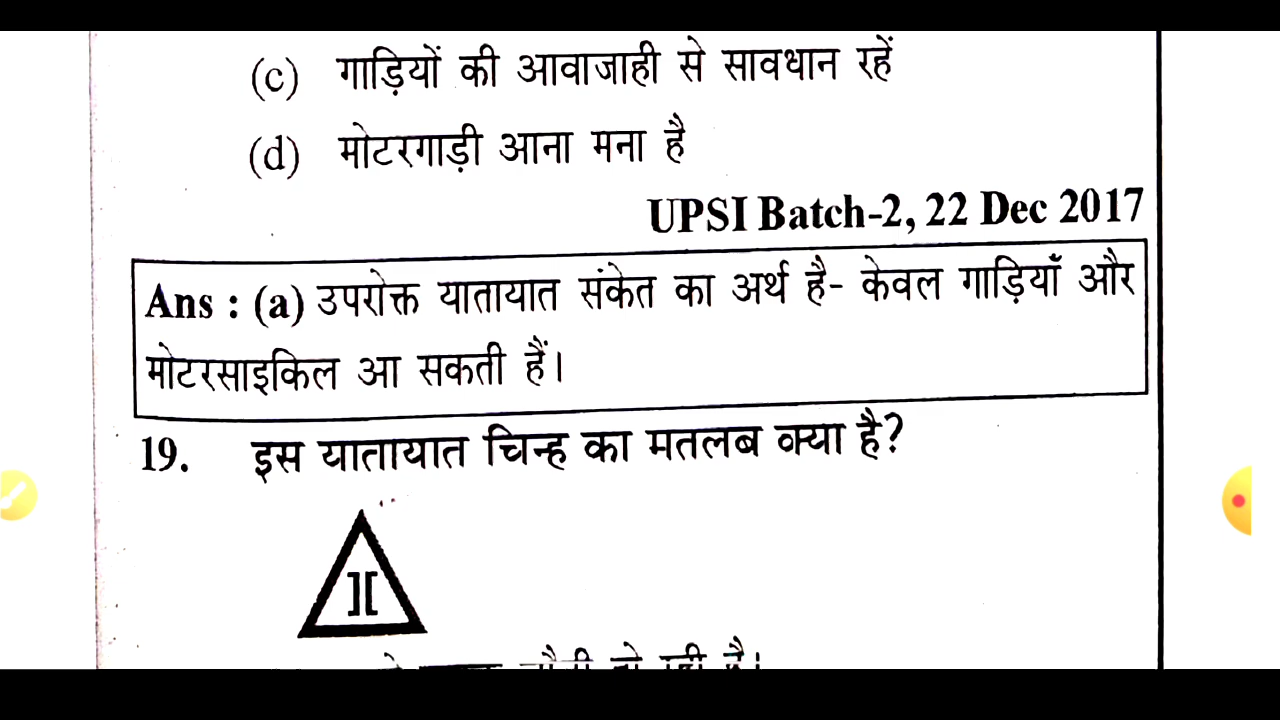 (c) गाड़ियों की आवाजाही से सावधान रहें
(d) मोटरगाड़ी आना मना है
UPSI Batch-2, 22 Dec 2017
Ans : (a) उपरोक्त यातायात संकेत का अर्थ है- केवल गाड़ियाँ और
मोटरसाइकिल आ सकती हैं।
19. इस यातायात चिन्ह का मतलब क्या है?